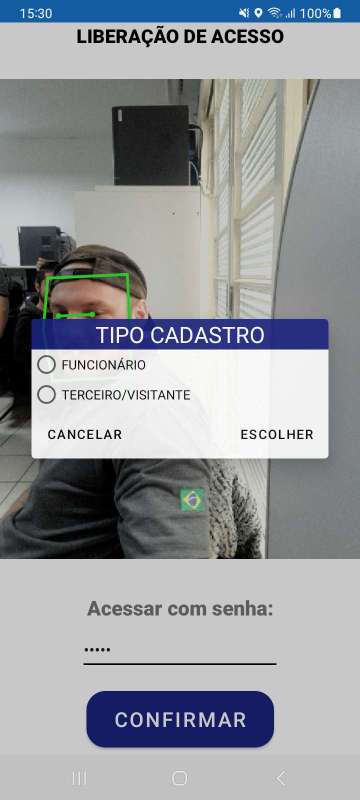 15:30
100%
LIBERAÇÃO DE ACESSO
TIPO CADASTRO
FUNCIONÁRIO
TERCEIRO/VISITANTE
CANCELAR
ESCOLHER
Acessar com senha:
•••••
CONFIRMAR